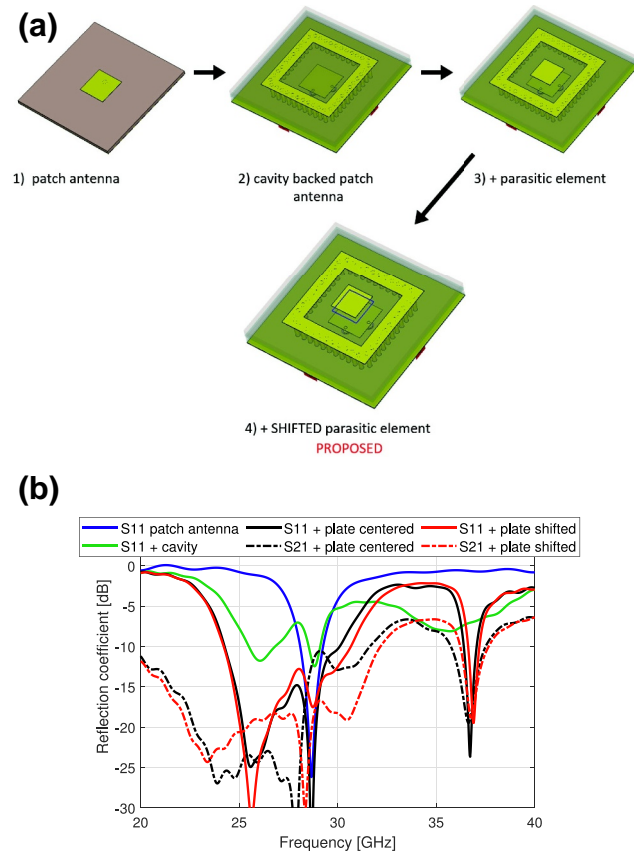 (a)
1) patch antenna
2) cavity backed patch
antenna
3) + parasitic element
4) + SHIFTED parasitic element
PROPOSED
(b)
S11 patch antenna S11 + plate centered S11 + plate shifted
S11 + cavity S21 + plate centered S21 + plate shifted
0
-5
-10
-15
-20
-25
-30
Reflection coefficient [dB]
20 25 30 35 40
Frequency [GHz]